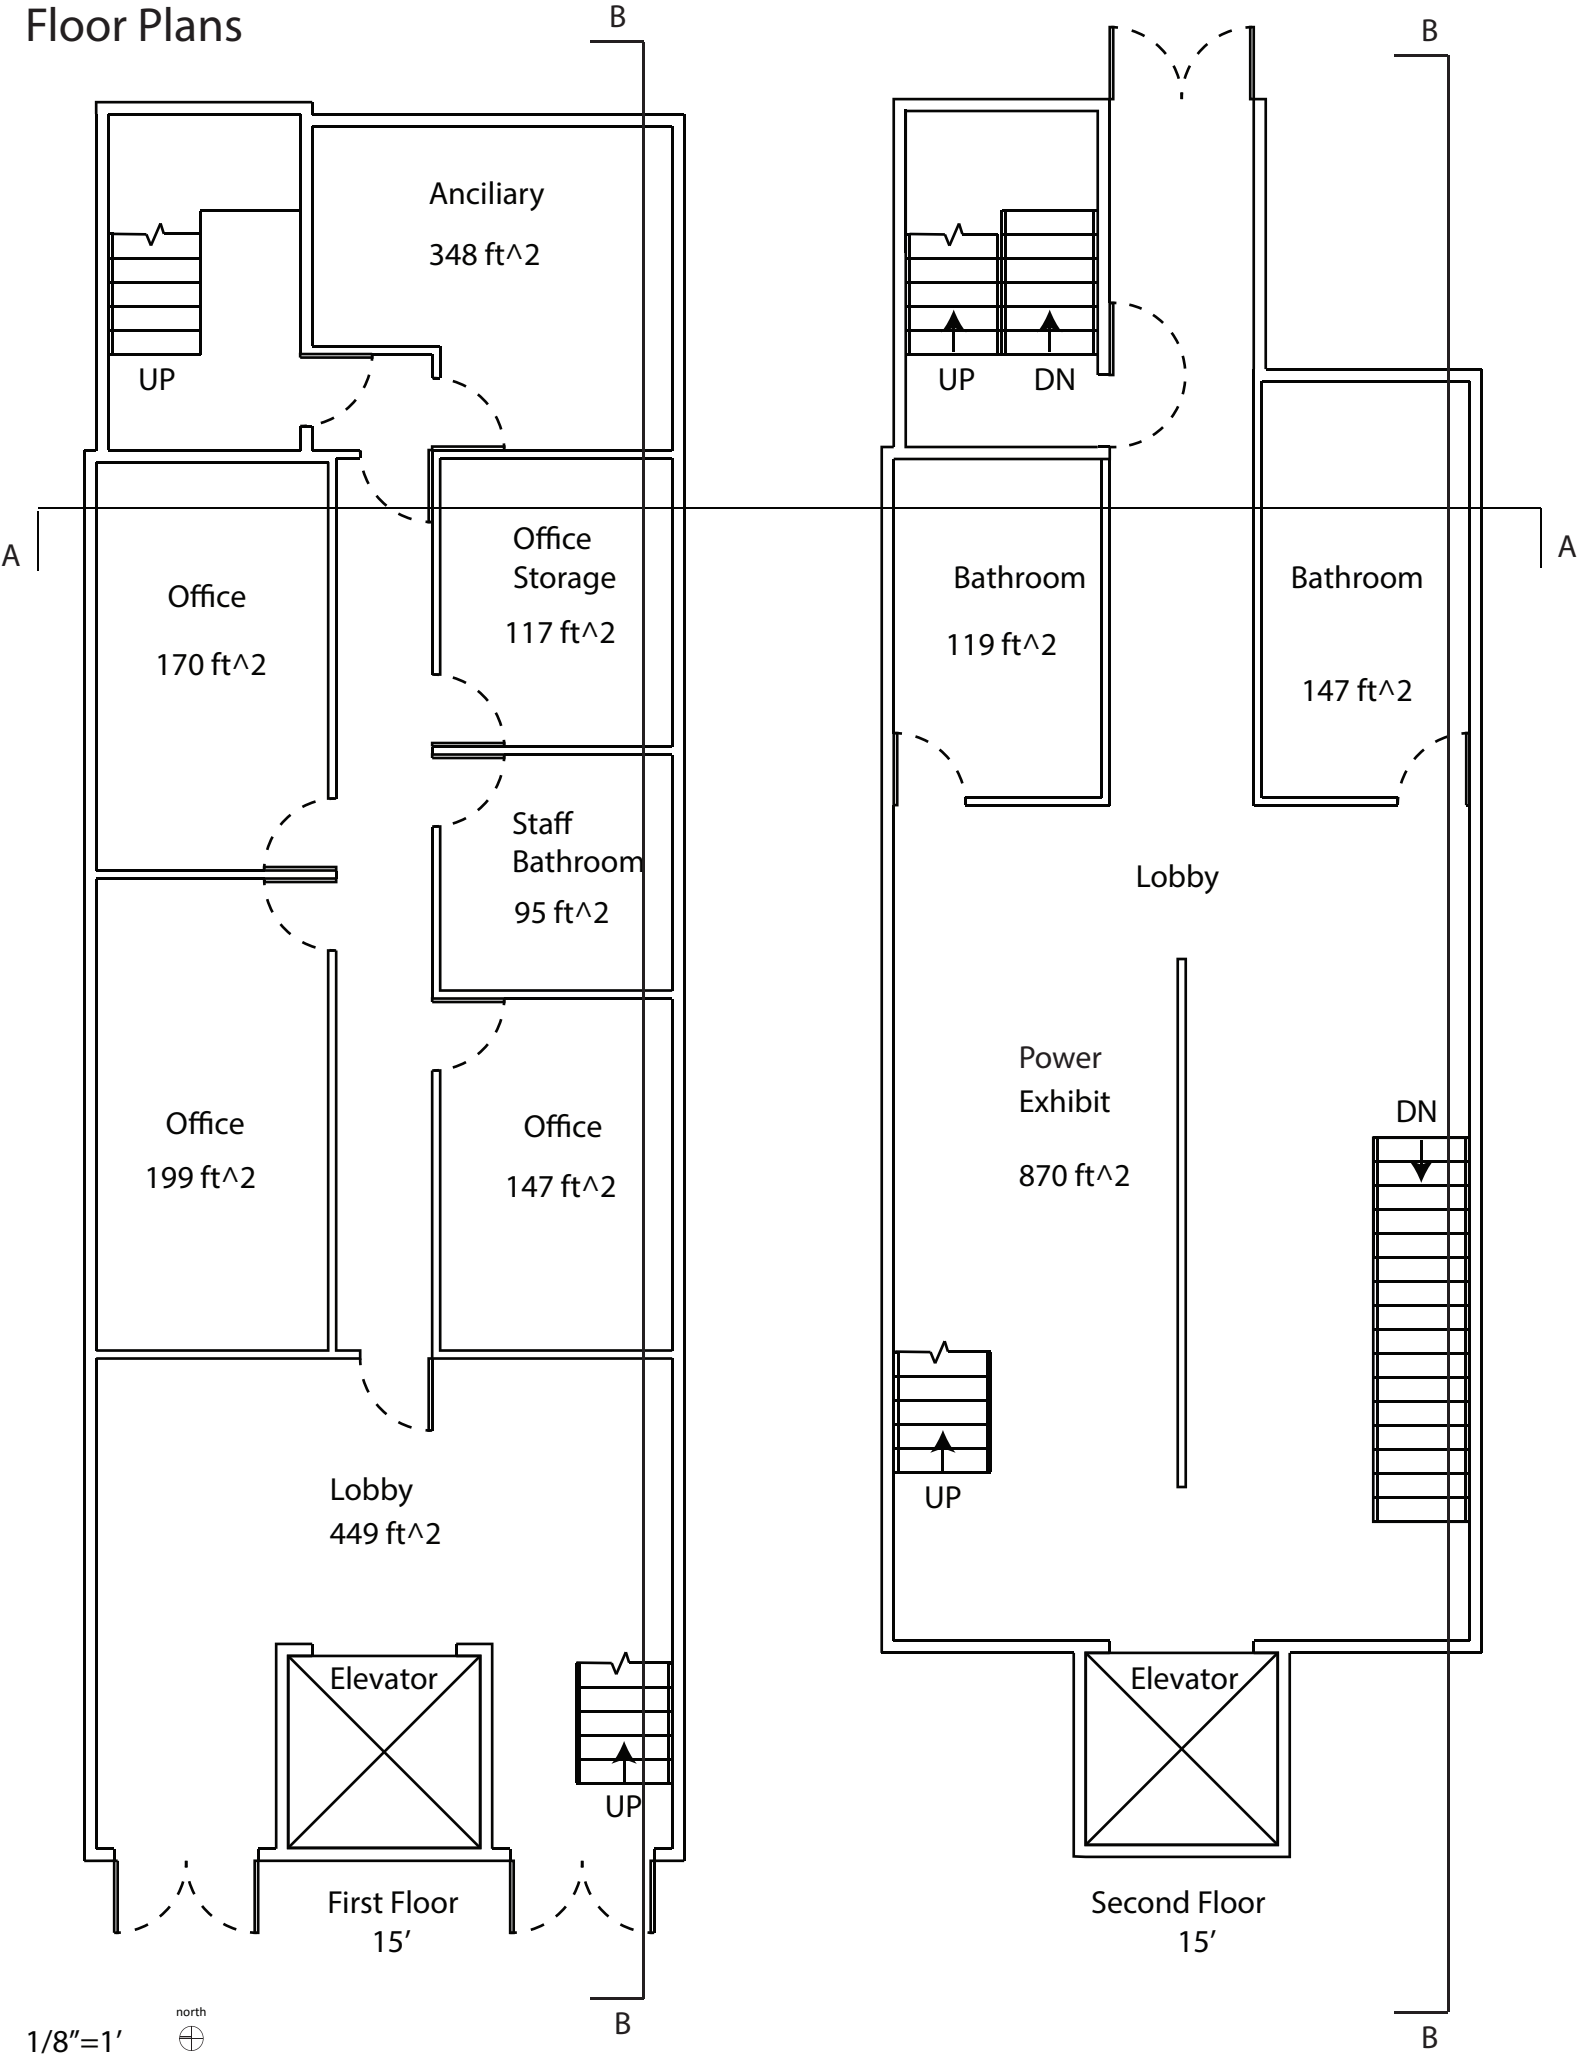 Floor Plans
B
B
Anciliary
348 ft^2
UP
UP
DN
A
A
Office
170 ft^2
Office
Storage
117 ft^2
Bathroom
119 ft^2
Bathroom
147 ft^2
Staff
Bathroom
95 ft^2
Lobby
Power
Exhibit
870 ft^2
DN
Office
199 ft^2
Office
147 ft^2
UP
Lobby
449 ft^2
Elevator
UP
Elevator
First Floor
15’
Second Floor
15’
B
B
north
1/8”=1’